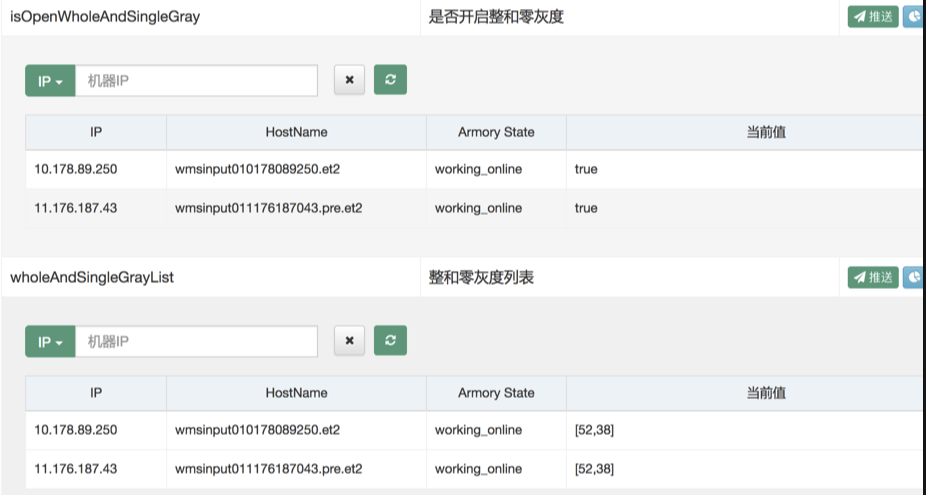 isOpenWholeAndSingleGray 是否开启整和零灰度 推送
IP 机器IP
IP HostName Armory State 当前值
10.178.89.250 wmsinput010178089250.et2 working_online true
11.176.187.43 wmsinput011176187043.pre.et2 working_online true
wholeAndSingleGrayList 整和零灰度列表 推送
IP 机器IP
IP HostName Armory State 当前值
10.178.89.250 wmsinput010178089250.et2 working_online [52,38]
11.176.187.43 wmsinput011176187043.pre.et2 working_online [52,38]